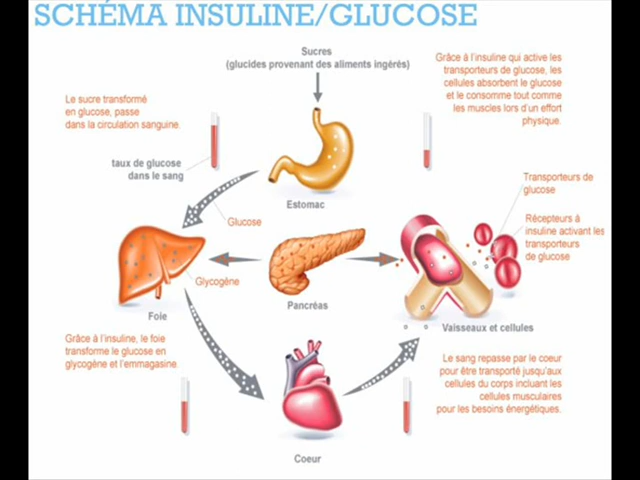 SCHÉMA INSULINE/GLUCOSE
Sucres
(glucides provenant des aliments ingérés)
Grâce à l'insuline qui active les
transporteurs de glucose, les
cellules absorbent le glucose
et le consomme tout comme
les muscles lors d'un effort
physique.
Le sucre transformé
en glucose, passe
dans la circulation sanguine.
taux de glucose
dans le sang
Estomac
Transporteurs de
glucose
Glucose
Récepteurs à
insuline activant les
transporteurs
de glucose
Glycogène
Pancréas
Foie
Vaisseaux et cellules
Grâce à l'insuline, le foie
transforme le glucose en
glycogène et l'emmagasine.
Le sang repasse par le coeur
pour être transporté jusqu'aux
cellules du corps incluant les
cellules musculaires
pour les besoins énergétiques.
Coeur